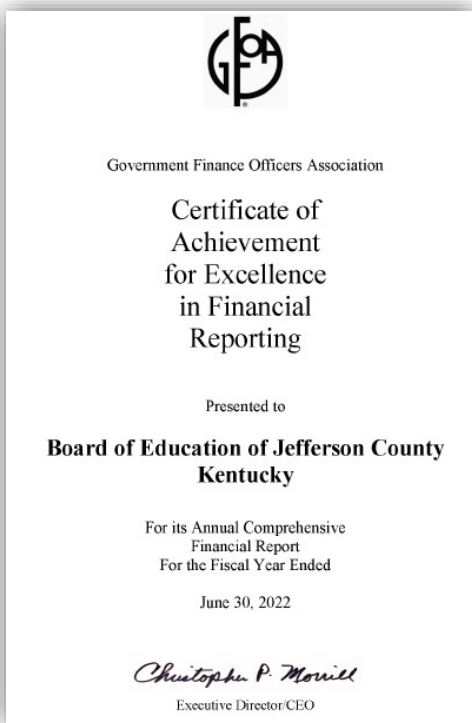 GFOA
Government Finance Officers Association
Certificate of
Achievement
for Excellence
in Financial
Reporting
Presented to
Board of Education of Jefferson County
Kentucky
For its Annual Comprehensive
Financial Report
For the Fiscal Year Ended
June 30, 2022
Christopher P. Morrill
Executive Director/CEO